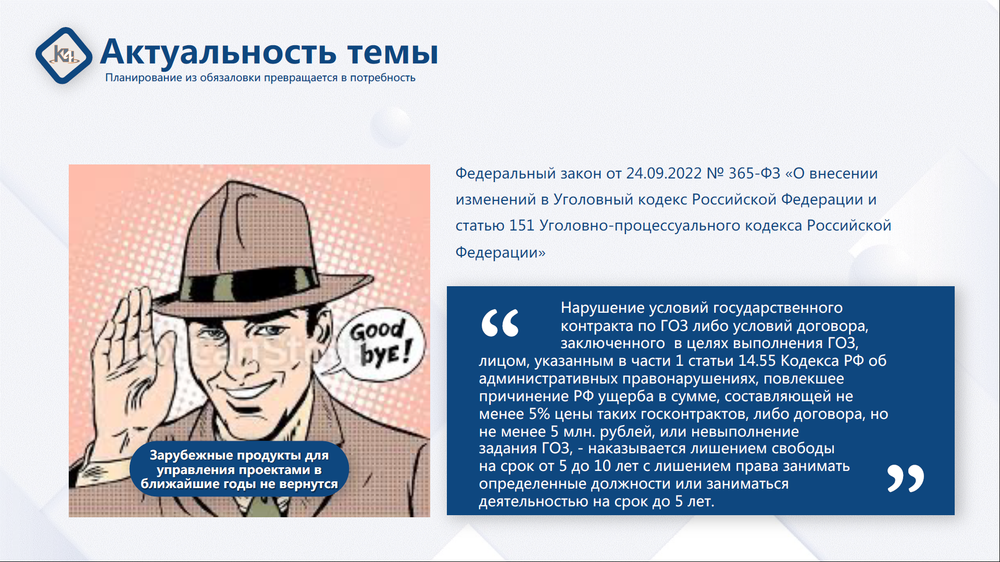 Актуальность темы
Планирование из обязаловки превращается в потребность
Федеральный закон от 24.09.2022 № 365-ФЗ «О внесении
изменений в Уголовный кодекс Российской Федерации и
статью 151 Уголовно-процессуального кодекса Российской
Федерации»
Good
bye!
Зарубежные продукты для
управления проектами в
ближайшие годы не вернутся
“
Нарушение условий государственного
контракта по ГОЗ либо условий договора,
заключенного  в целях выполнения ГОЗ,
лицом, указанным в части 1 статьи 14.55 Кодекса РФ об
административных правонарушениях, повлекшее
причинение РФ ущерба в сумме, составляющей не
менее 5% цены таких госконтрактов, либо договора, но
не менее 5 млн. рублей, или невыполнение
задания ГОЗ, - наказывается лишением свободы
на срок от 5 до 10 лет с лишением права занимать
определенные должности или заниматься
деятельностью на срок до 5 лет.
”